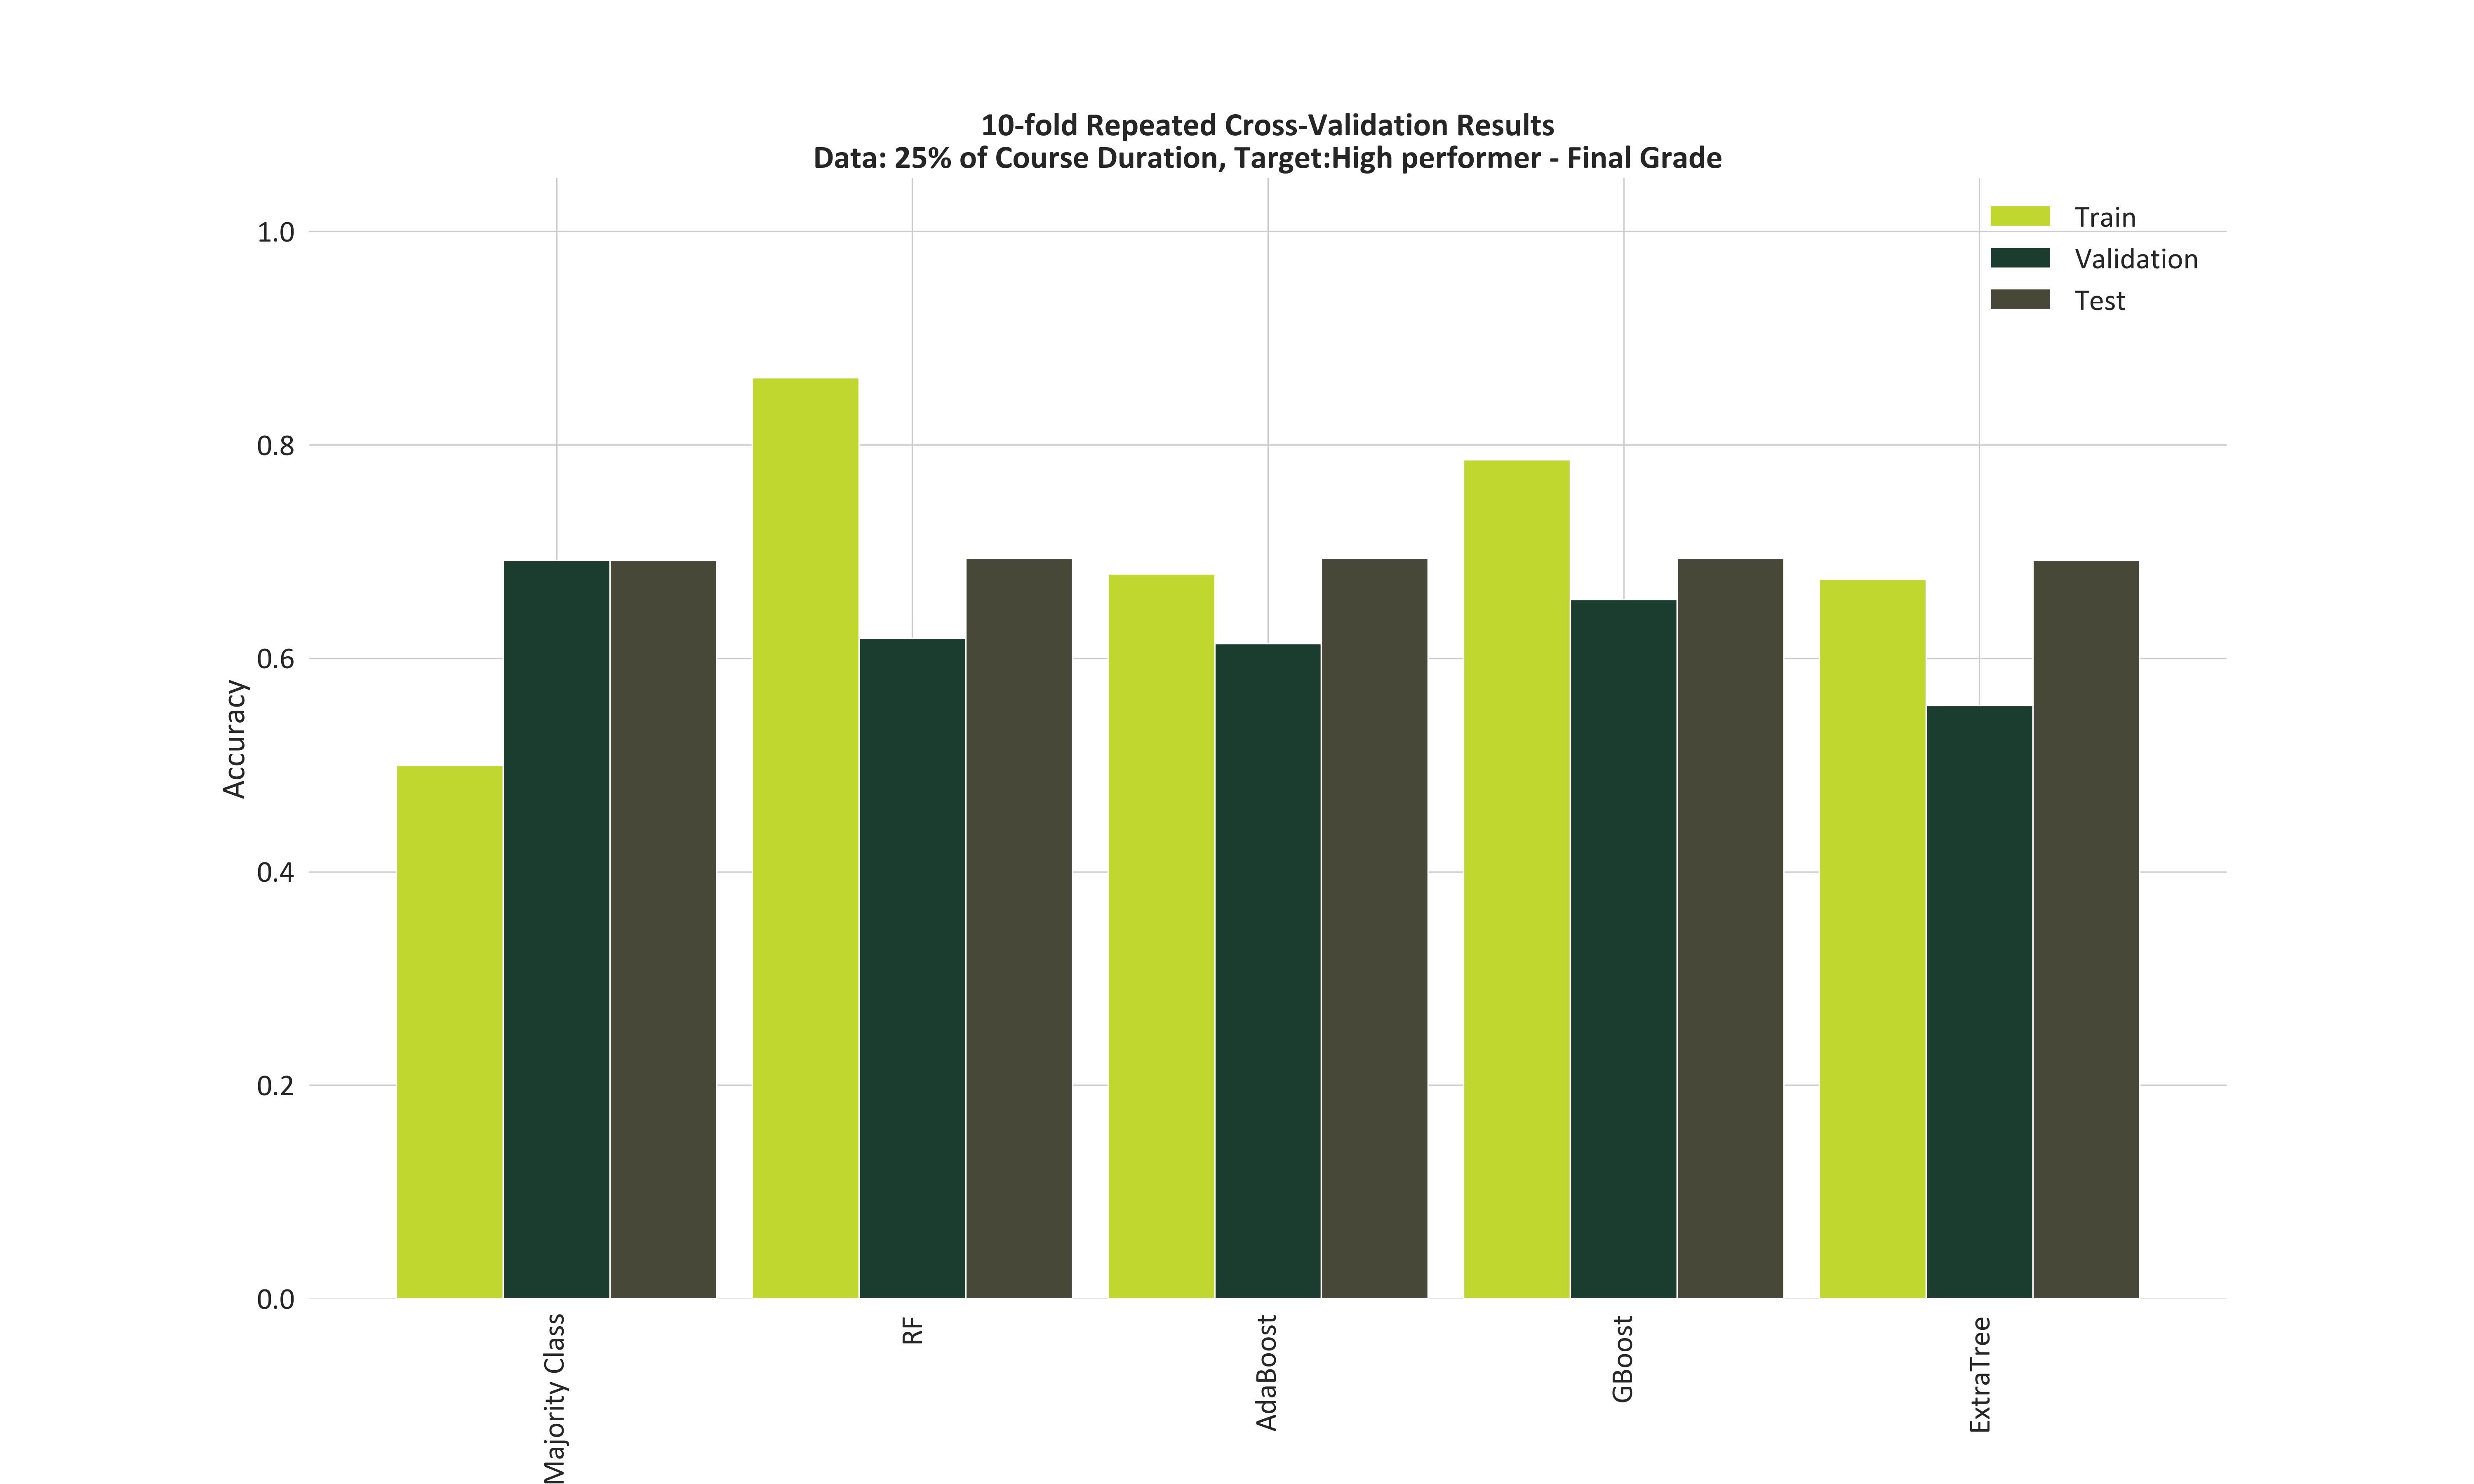 10-fold Repeated Cross-Validation Results
Data: 25% of Course Duration, Target:High performer - Final Grade
Train
Validation
Test
Accuracy
1.0
0.8
0.6
0.4
0.2
0.0
Majority Class
RF
AdaBoost
GBoost
ExtraTree